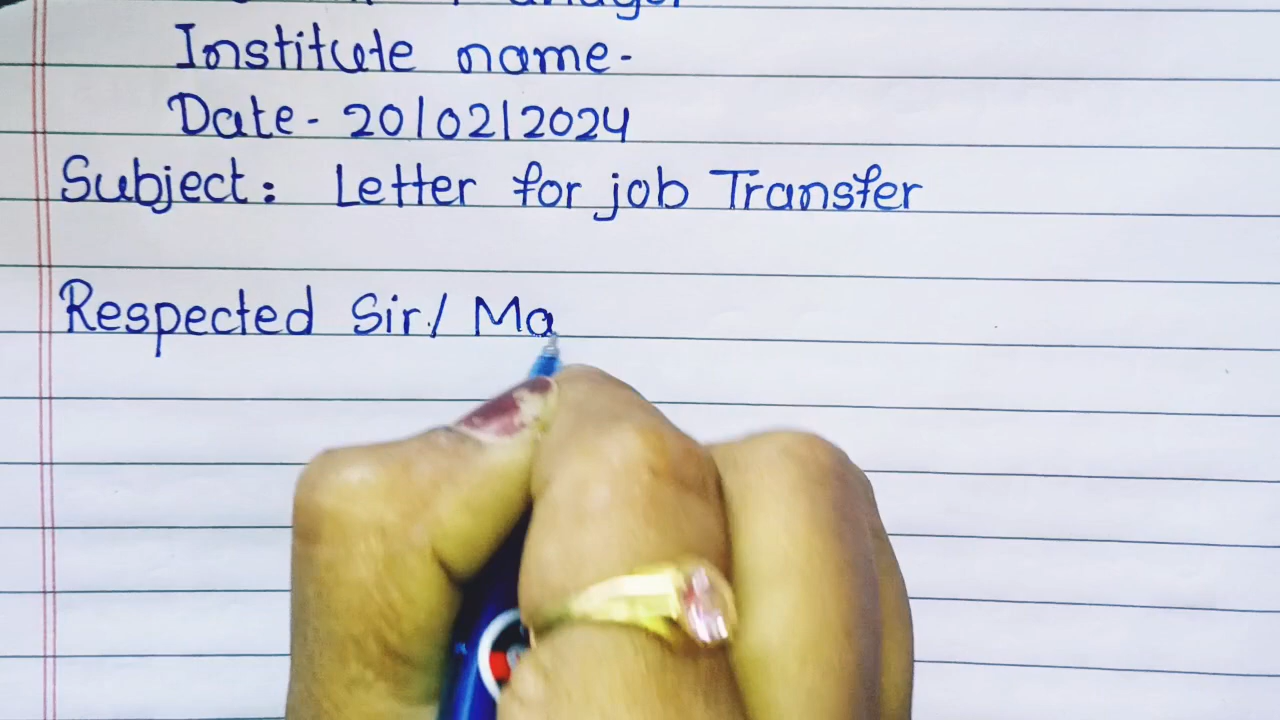 Institute name-
Date- 20/02/2024
Subject: Letter for job Transfer
Respected Sir./ Ma